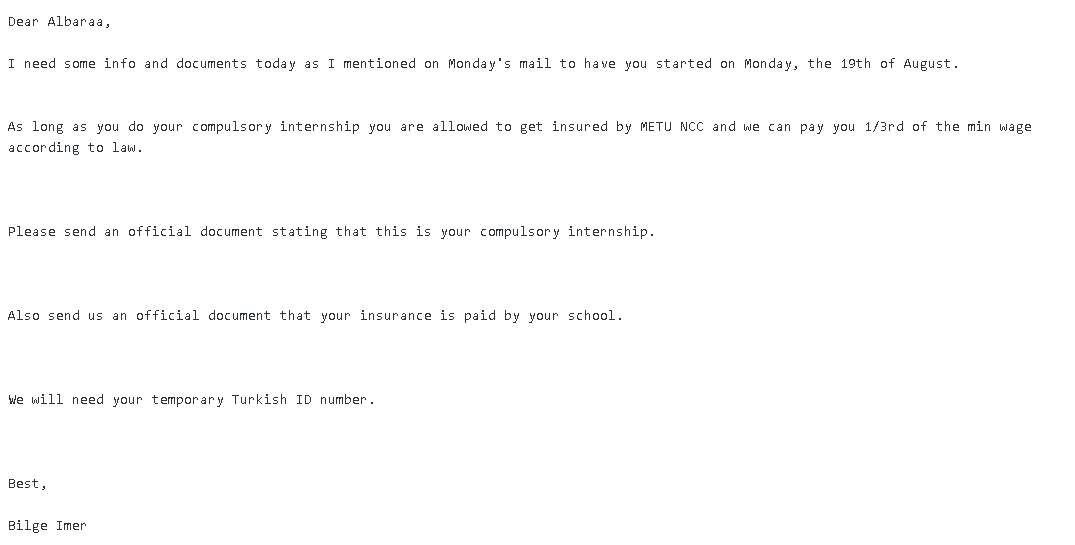 Dear Albaraa,
I need some info and documents today as I mentioned on Monday's mail to have you started on Monday, the 19th of August.
As long as you do your compulsory internship you are allowed to get insured by METU NCC and we can pay you 1/3rd of the min wage
according to law.
Please send an official document stating that this is your compulsory internship.
Also send us an official document that your insurance is paid by your school.
We will need your temporary Turkish ID number.
Best,
Bilge Imer